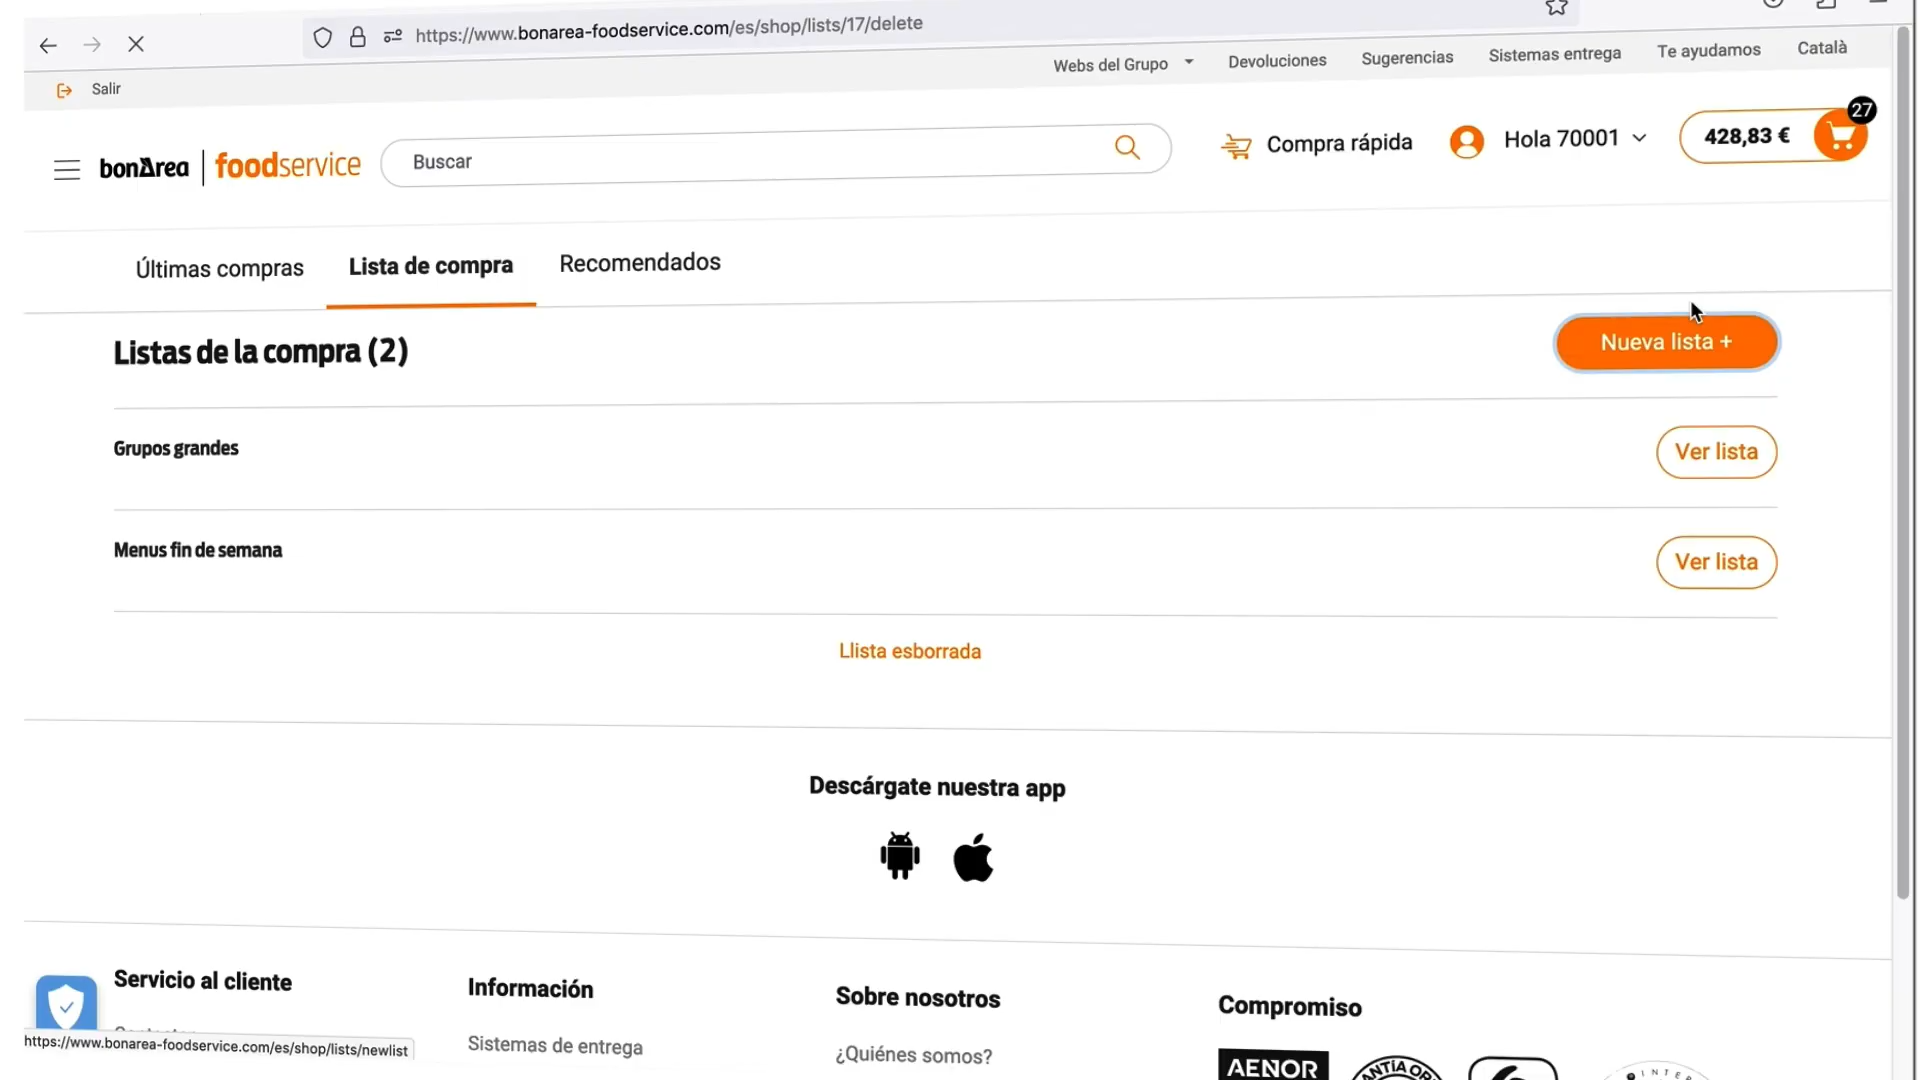 https://www.bonarea-foodservice.com/es/shop/lists/17/delete
Salir
Webs del Grupo
Devoluciones
Sugerencias
Sistemas entrega
Te ayudamos
Català
bonArea | foodservice
Buscar
Compra rápida
Hola 70001
428,83 €
27
Últimas compras
Lista de compra
Recomendados
Listas de la compra (2)
Nueva lista +
Grupos grandes
Ver lista
Menus fin de semana
Ver lista
Llista esborrada
Descárgate nuestra app
Servicio al cliente
Información
Sobre nosotros
Compromiso
Sistemas de entrega
¿Quiénes somos?
AENOR
https://www.bonarea-foodservice.com/es/shop/lists/newlist